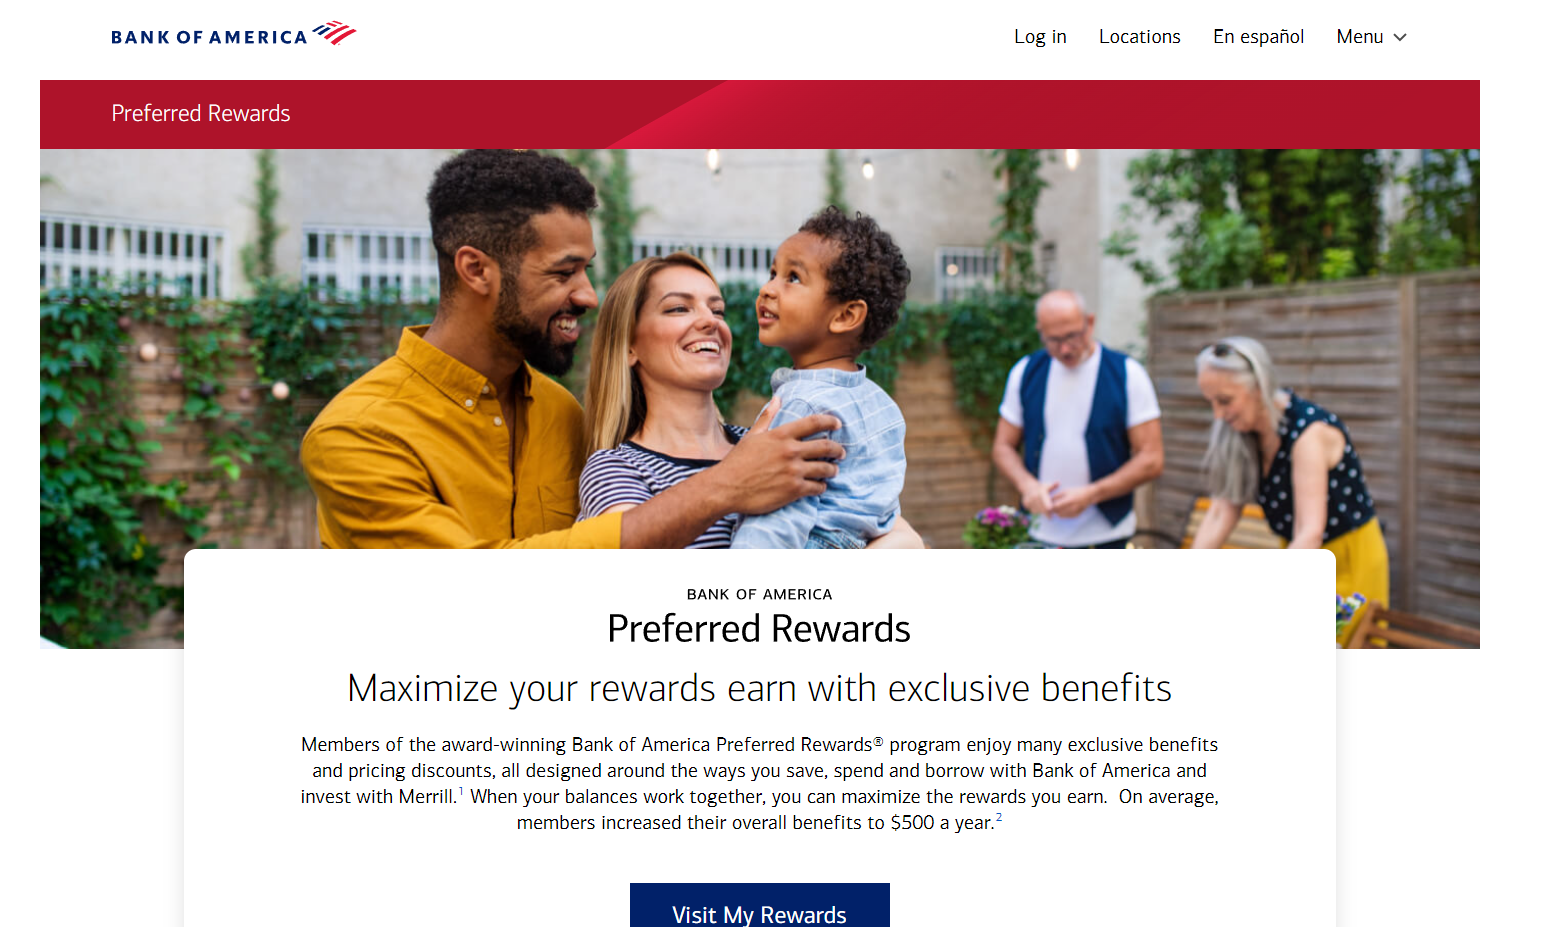 BANK OF AMERICA
Log in
Locations
En español
Menu
Preferred Rewards
BANK OF AMERICA
Preferred Rewards
Maximize your rewards earn with exclusive benefits
Members of the award-winning Bank of America Preferred Rewards® program enjoy many exclusive benefits
and pricing discounts, all designed around the ways you save, spend and borrow with Bank of America and
invest with Merrill.¹ When your balances work together, you can maximize the rewards you earn.  On average,
members increased their overall benefits to $500 a year.²
Visit My Rewards